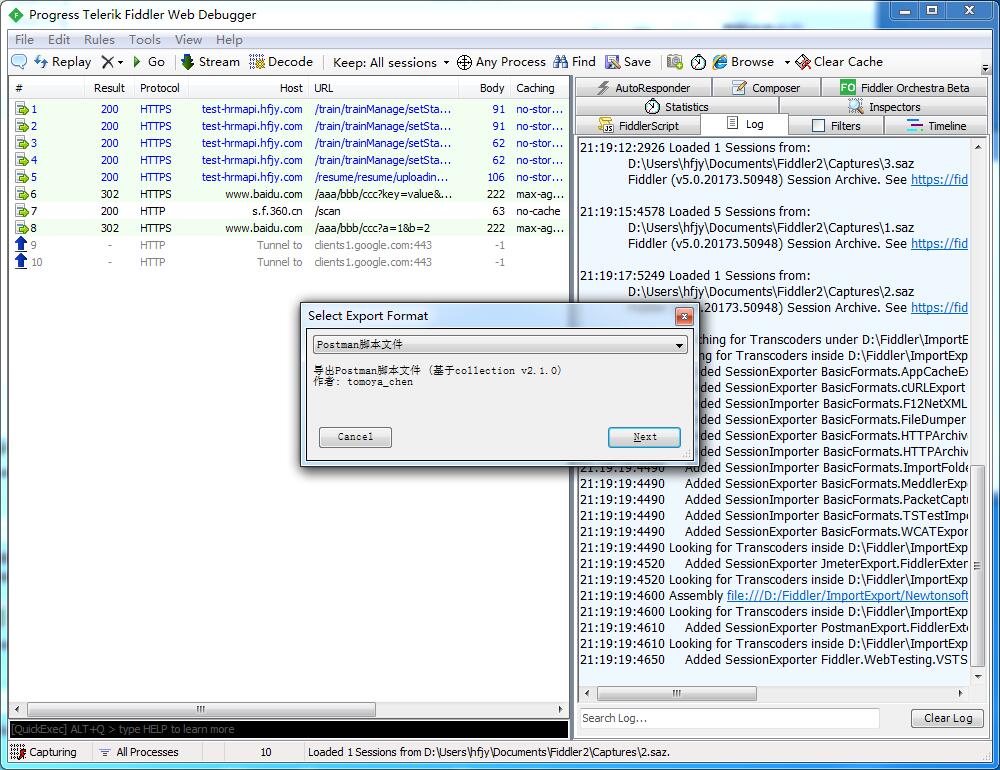 Progress Telerik Fiddler Web Debugger
File Edit Rules Tools View Help
Replay Go Stream Decode Keep: All sessions Any Process Find Save Browse Clear Cache
# Result Protocol Host URL Body Caching
1 200 HTTPS test-hrmapi.hfjy.com /train/trainManage/setSta... 91 no-stor...
2 200 HTTPS test-hrmapi.hfjy.com /train/trainManage/setSta... 91 no-stor...
3 200 HTTPS test-hrmapi.hfjy.com /train/trainManage/setSta... 62 no-stor...
4 200 HTTPS test-hrmapi.hfjy.com /train/trainManage/setSta... 62 no-stor...
5 200 HTTPS test-hrmapi.hfjy.com /resume/resume/uploadin... 106 no-stor...
6 302 HTTPS www.baidu.com /aaa/bbb/ccc?key=value&... 222 max-ag...
7 200 HTTP s.f.360.cn /scan 63 no-cache
8 302 HTTPS www.baidu.com /aaa/bbb/ccc?a=1&b=2 222 max-ag...
9 - HTTP Tunnel to clients1.google.com:443 -1
10 - HTTP Tunnel to clients1.google.com:443 -1
AutoResponder Composer FO Fiddler Orchestra Beta
Statistics Inspectors
FiddlerScript Log Filters Timeline
21:19:12:2926 Loaded 1 Sessions from:
D:\Users\hfjy\Documents\Fiddler2\Captures\3.saz
Fiddler (v5.0.20173.50948) Session Archive. See https://fid
21:19:15:4578 Loaded 5 Sessions from:
D:\Users\hfjy\Documents\Fiddler2\Captures\1.saz
Fiddler (v5.0.20173.50948) Session Archive. See https://fid
21:19:17:5249 Loaded 1 Sessions from:
D:\Users\hfjy\Documents\Fiddler2\Captures\2.saz
Fiddler (v5.0.20173.50948) Session Archive. See https://fid
hing for Transcoders under D:\Fiddler\ImportE
ng for Transcoders inside D:\Fiddler\ImportExp
ded SessionExporter BasicFormats.AppCacheEx
ded SessionExporter BasicFormats.cURLExport
ded SessionImporter BasicFormats.F12NetXML
ded SessionExporter BasicFormats.FileDumper
ded SessionExporter BasicFormats.HTTPArchiv
ded SessionImporter BasicFormats.HTTPArchiv
21:19:19:4490 Added SessionImporter BasicFormats.ImportFolde
21:19:19:4490 Added SessionExporter BasicFormats.MeddlerExp
21:19:19:4490 Added SessionImporter BasicFormats.PacketCaptu
21:19:19:4490 Added SessionImporter BasicFormats.TSTestImpo
21:19:19:4490 Added SessionExporter BasicFormats.WCATExpor
21:19:19:4490 Looking for Transcoders inside D:\Fiddler\ImportExp
21:19:19:4520 Added SessionExporter JmeterExport.FiddlerExten
21:19:19:4520 Looking for Transcoders inside D:\Fiddler\ImportExp
21:19:19:4600 Assembly file:///D:/Fiddler/ImportExport/Newtonsoft
21:19:19:4600 Looking for Transcoders inside D:\Fiddler\ImportExp
21:19:19:4610 Added SessionExporter PostmanExport.FiddlerExte
21:19:19:4610 Looking for Transcoders inside D:\Fiddler\ImportExp
21:19:19:4650 Added SessionExporter Fiddler.WebTesting.VSTS
Select Export Format
Postman脚本文件
导出Postman脚本文件 (基于collection v2.1.0)
作者: tomoya_chen
Cancel Next
Search Log... Clear Log
[QuickExec] ALT+Q > type HELP to learn more
Capturing All Processes 10 Loaded 1 Sessions from D:\Users\hfjy\Documents\Fiddler2\Captures\2.saz.